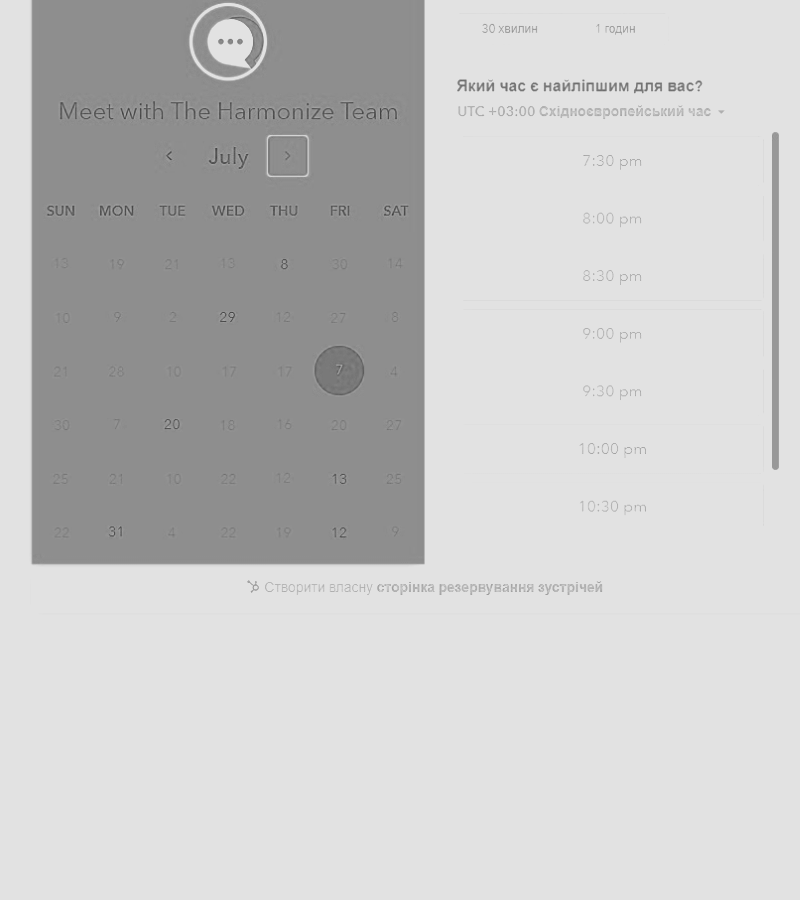 Meet with The Harmonize Team
July
SUN MON TUE WED THU FRI SAT
13 19 21 13 8 30 14
10 9 2 29 12 27 8
21 28 10 17 17 7 4
30 7 20 18 16 20 27
25 21 10 22 12 13 25
22 31 4 22 19 12 9
30 хвилин 1 годин
Який час є найліпшим для вас?
UTC +03:00 Східноєвропейський час
7:30 pm
8:00 pm
8:30 pm
9:00 pm
9:30 pm
10:00 pm
10:30 pm
Створити власну сторінка резервування зустрічей